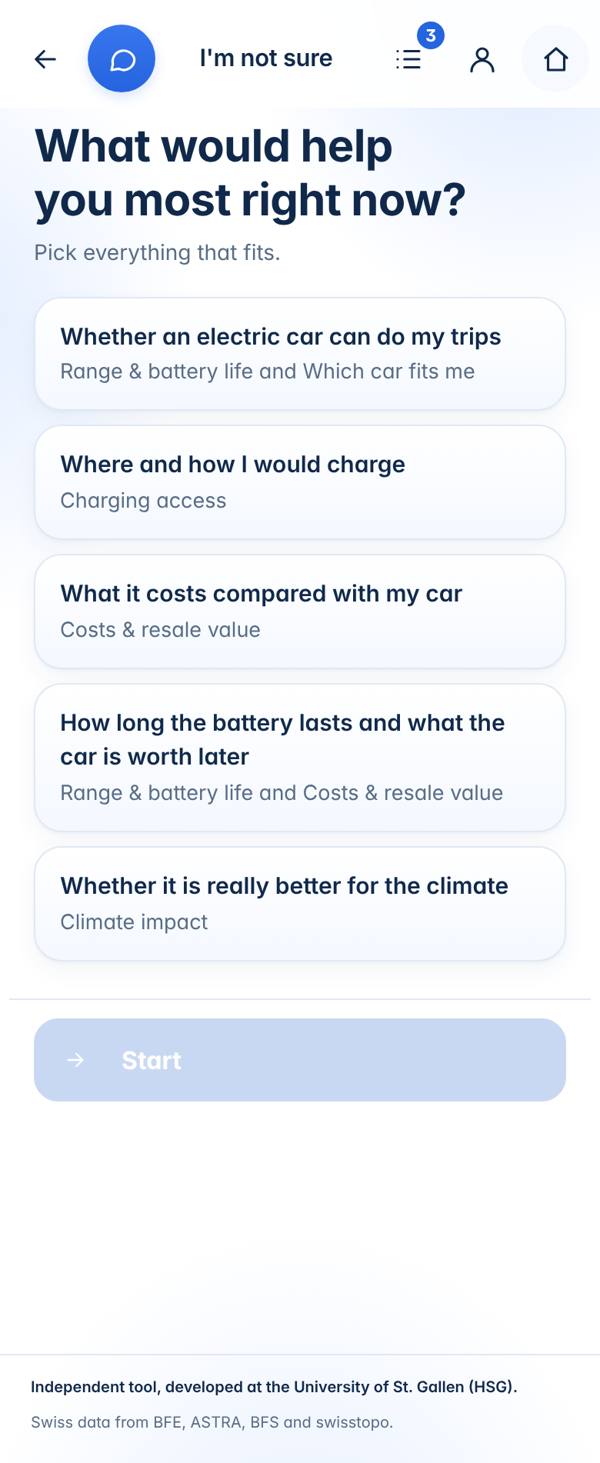 I'm not sure
3
What would help
you most right now?
Pick everything that fits.
Whether an electric car can do my trips
Range & battery life and Which car fits me
Where and how I would charge
Charging access
What it costs compared with my car
Costs & resale value
How long the battery lasts and what the
car is worth later
Range & battery life and Costs & resale value
Whether it is really better for the climate
Climate impact
Start
Independent tool, developed at the University of St. Gallen (HSG).
Swiss data from BFE, ASTRA, BFS and swisstopo.